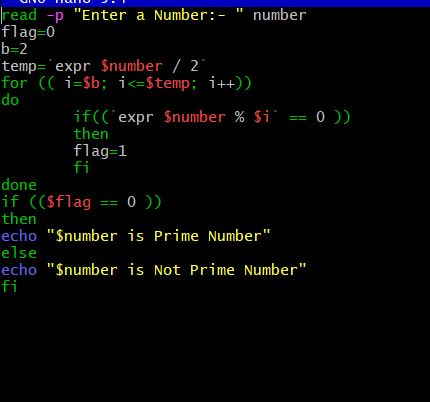 read -p "Enter a Number:- " number
flag=0
b=2
temp=`expr $number / 2`
for (( i=$b; i<=$temp; i++))
do
        if((`expr $number % $i` == 0 ))
        then
        flag=1
        fi
done
if (($flag == 0 ))
then
echo "$number is Prime Number"
else
echo "$number is Not Prime Number"
fi